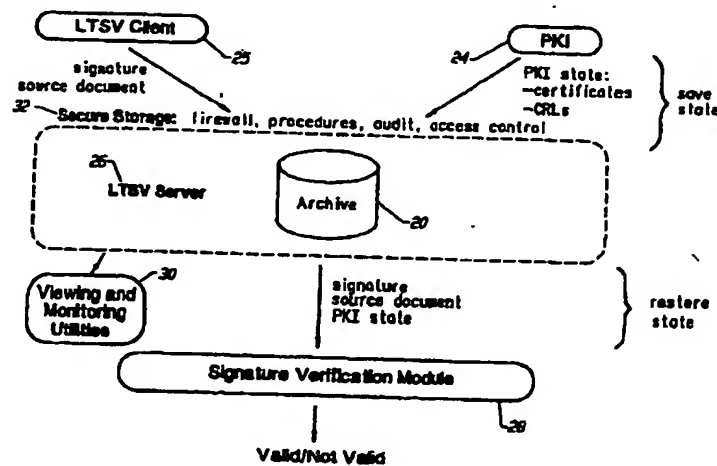 LTSV Client
25
24
PKI
signature
source document
PKI state:
-certificates
-CRLs
save
state
32
Secure Storage: firewall, procedures, audit, access control
26
LTSV Server
Archive
20
30
Viewing and
Monitoring
Utilities
signature
source document
PKI state
restore
state
Signature Verification Module
28
Valid/Not Valid